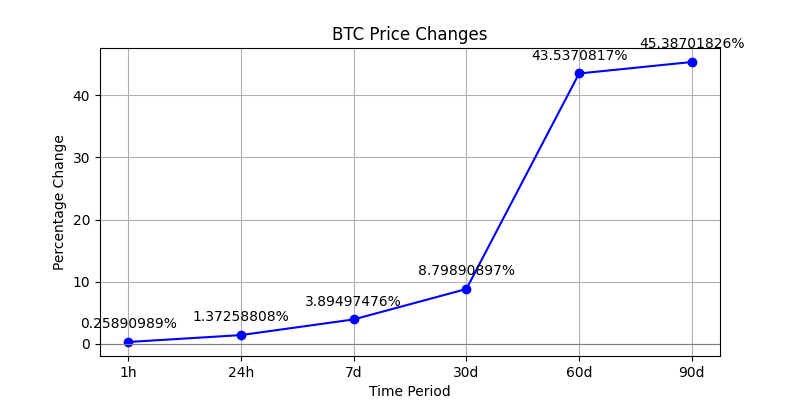 BTC Price Changes
45.38701826%
43.5370817%
8.79890897%
3.89497476%
1.37258808%
0.25890989%
40
30
20
10
0
Percentage Change
1h 24h 7d 30d 60d 90d
Time Period